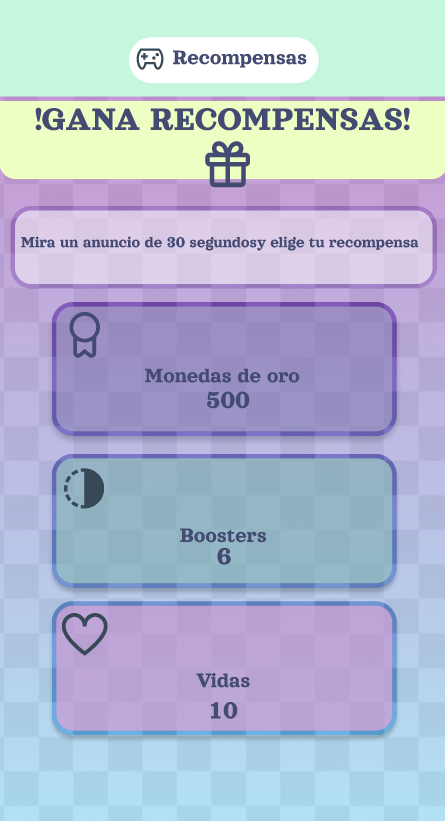 Recompensas
!GANA RECOMPENSAS!
Mira un anuncio de 30 segundosy elige tu recompensa
Monedas de oro
500
Boosters
6
Vidas
10